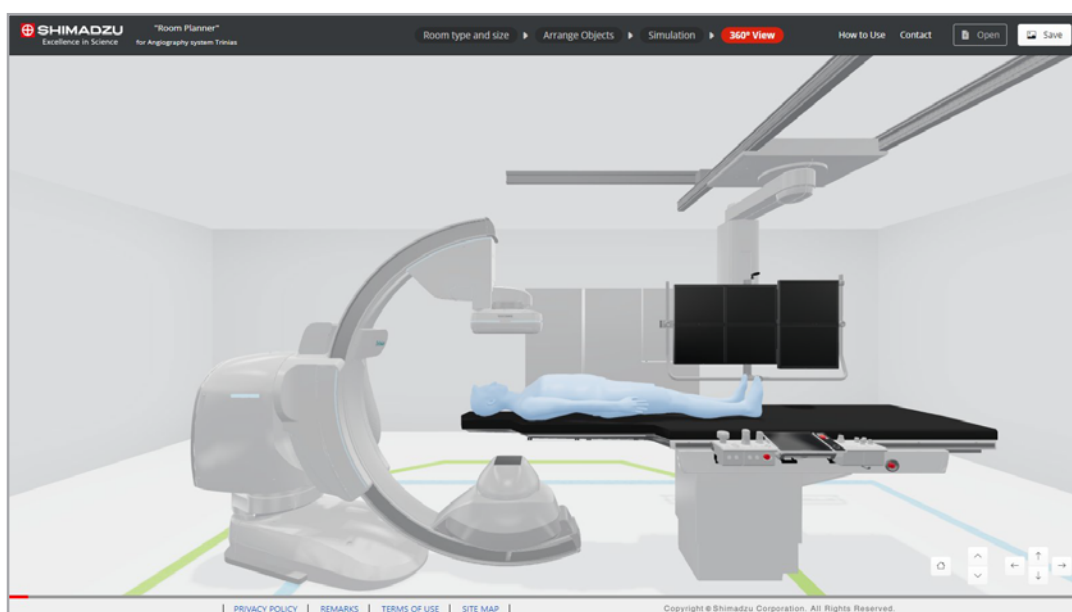 SHIMADZU
Excellence in Science
"Room Planner"
for Angiography system Trinias
Room type and size
Arrange Objects
Simulation
360° View
How to Use
Contact
Open
Save
PRIVACY POLICY | REMARKS | TERMS OF USE | SITE MAP
Copyright © Shimadzu Corporation. All Rights Reserved.